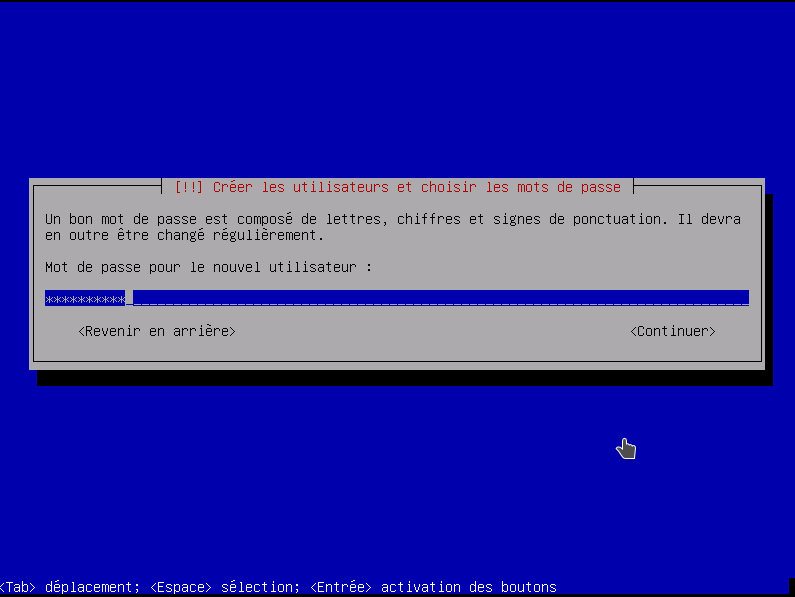 [!!] Créer les utilisateurs et choisir les mots de passe
Un bon mot de passe est composé de lettres, chiffres et signes de ponctuation. Il devra
en outre être changé régulièrement.
Mot de passe pour le nouvel utilisateur :
**********
<Revenir en arrière> <Continuer>
<Tab> déplacement; <Espace> sélection; <Entrée> activation des boutons